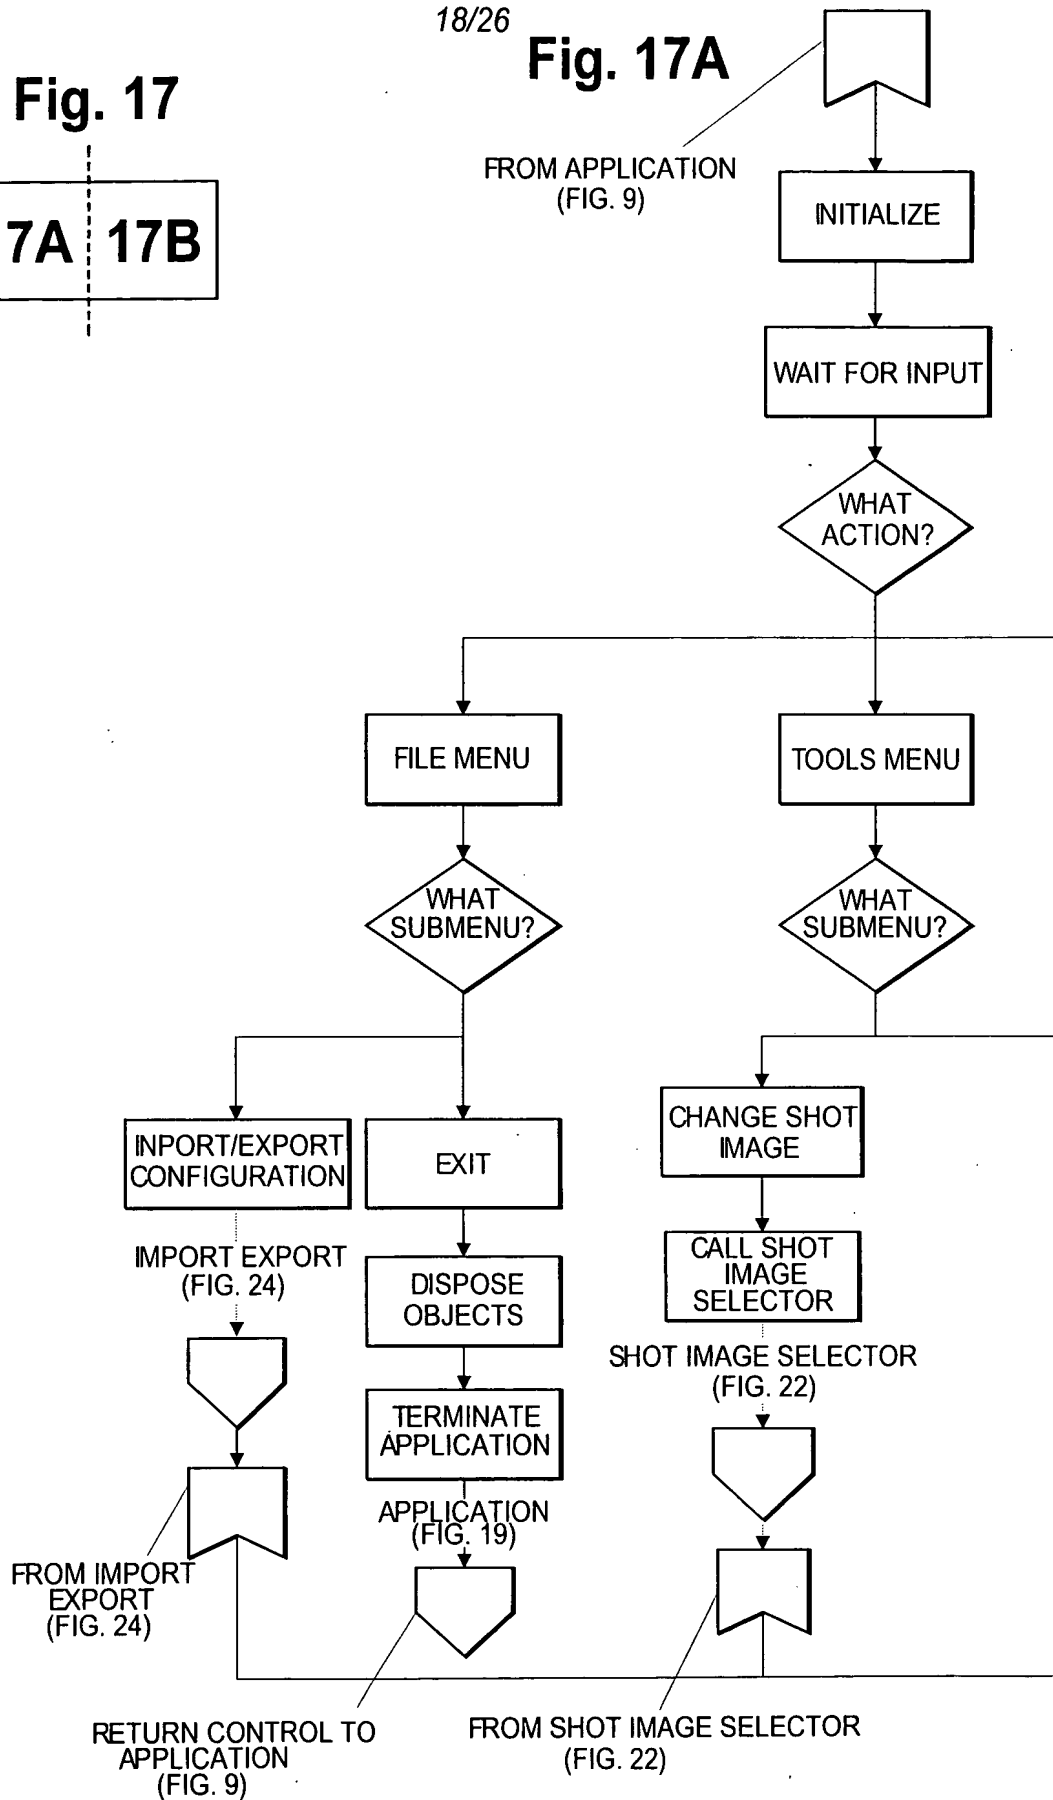 18/26
Fig. 17A
Fig. 17
7A
17B
FROM APPLICATION
(FIG. 9)
INITIALIZE
WAIT FOR INPUT
WHAT
ACTION?
FILE MENU
TOOLS MENU
WHAT
SUBMENU?
WHAT
SUBMENU?
INPORT/EXPORT
CONFIGURATION
EXIT
CHANGE SHOT
IMAGE
IMPORT EXPORT
(FIG. 24)
DISPOSE
OBJECTS
CALL SHOT
IMAGE
SELECTOR
SHOT IMAGE SELECTOR
(FIG. 22)
TERMINATE
APPLICATION
APPLICATION
(FIG. 19)
FROM IMPORT
EXPORT
(FIG. 24)
RETURN CONTROL TO
APPLICATION
(FIG. 9)
FROM SHOT IMAGE SELECTOR
(FIG. 22)